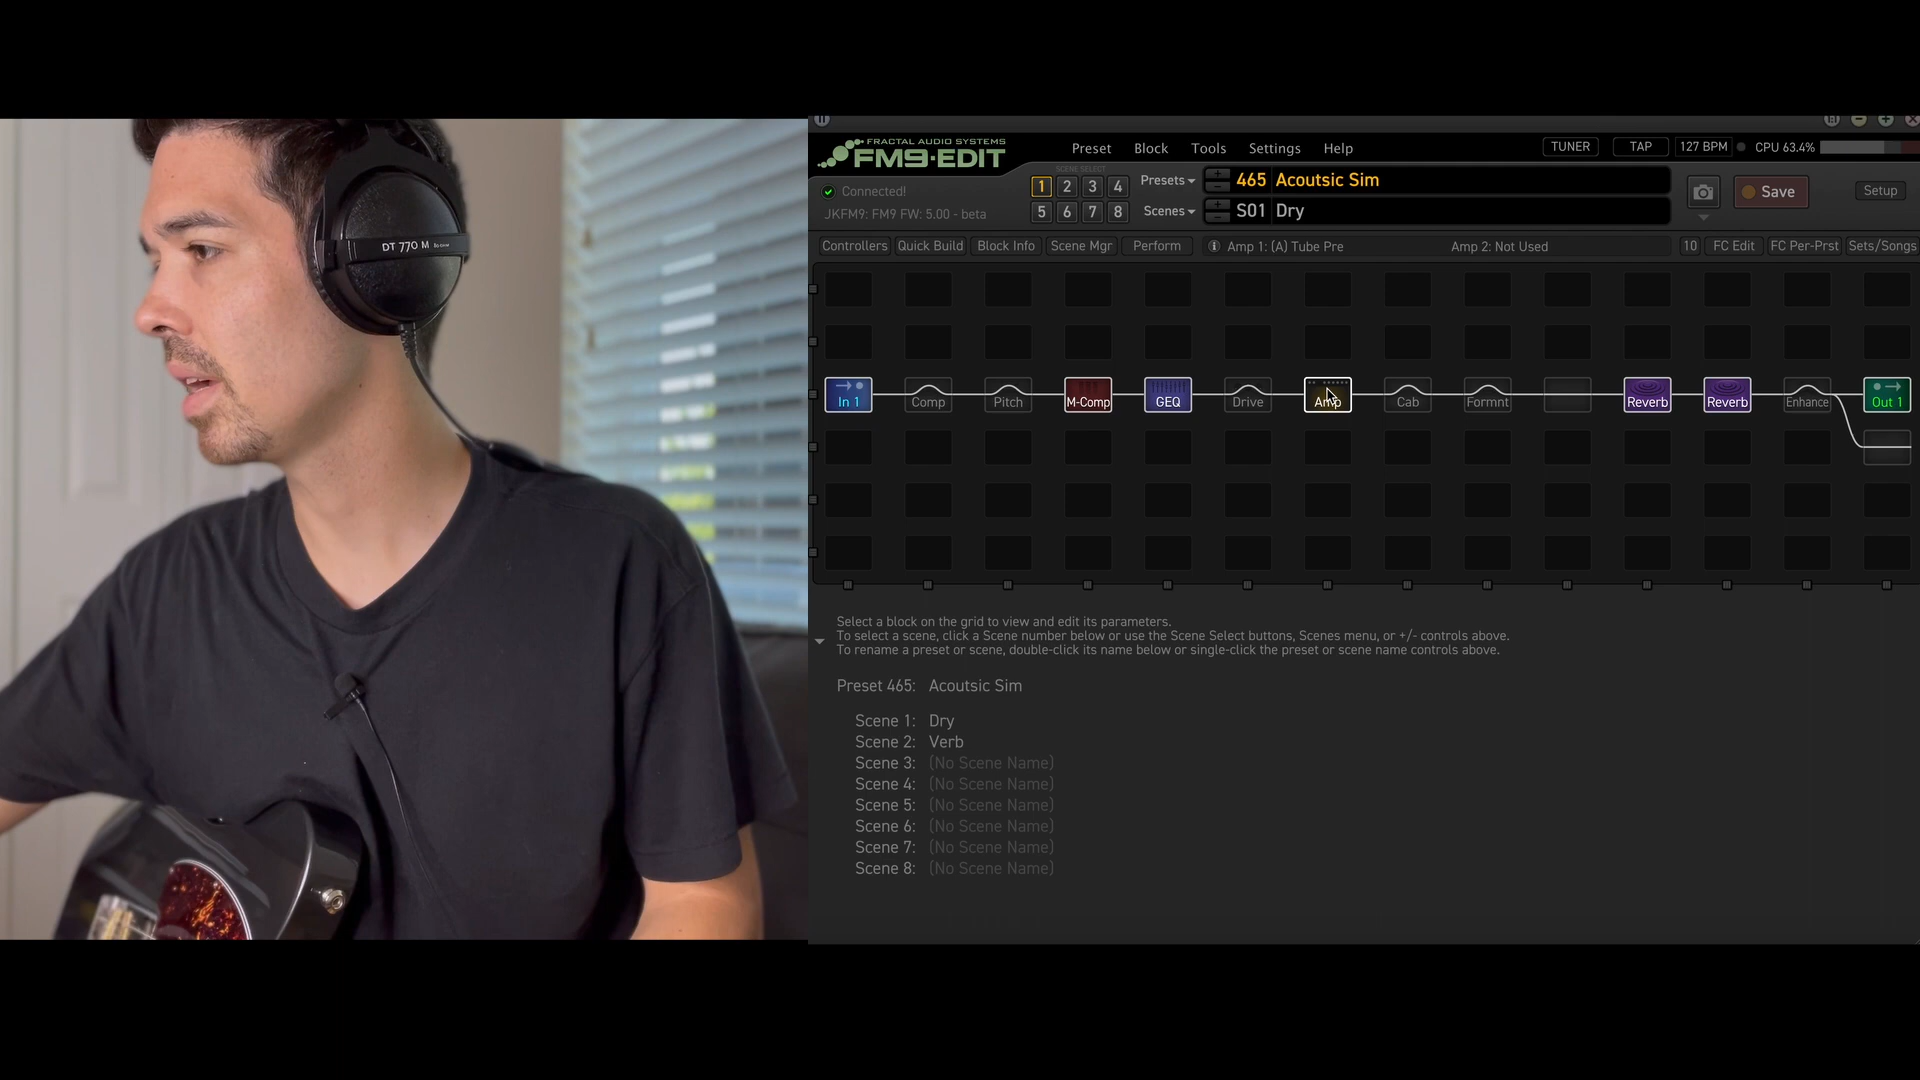 DT 770 M
80 OHM
FRACTAL AUDIO SYSTEMS
FM9·EDIT
Preset Block Tools Settings Help
TUNER TAP 127 BPM CPU 63.4%
SCENE SELECT
1 2 3 4
5 6 7 8
Connected!
JKFM9: FM9 FW: 5.00 - beta
Presets 465 Acoutsic Sim
Scenes S01 Dry
Save Setup
Controllers Quick Build Block Info Scene Mgr Perform Amp 1: (A) Tube Pre Amp 2: Not Used 10 FC Edit FC Per-Prst Sets/Songs
In 1 Comp Pitch M-Comp GEQ Drive Amp Cab Formnt Reverb Reverb Enhance Out 1
Select a block on the grid to view and edit its parameters.
To select a scene, click a Scene number below or use the Scene Select buttons, Scenes menu, or +/- controls above.
To rename a preset or scene, double-click its name below or single-click the preset or scene name controls above.
Preset 465: Acoutsic Sim
Scene 1: Dry
Scene 2: Verb
Scene 3: (No Scene Name)
Scene 4: (No Scene Name)
Scene 5: (No Scene Name)
Scene 6: (No Scene Name)
Scene 7: (No Scene Name)
Scene 8: (No Scene Name)